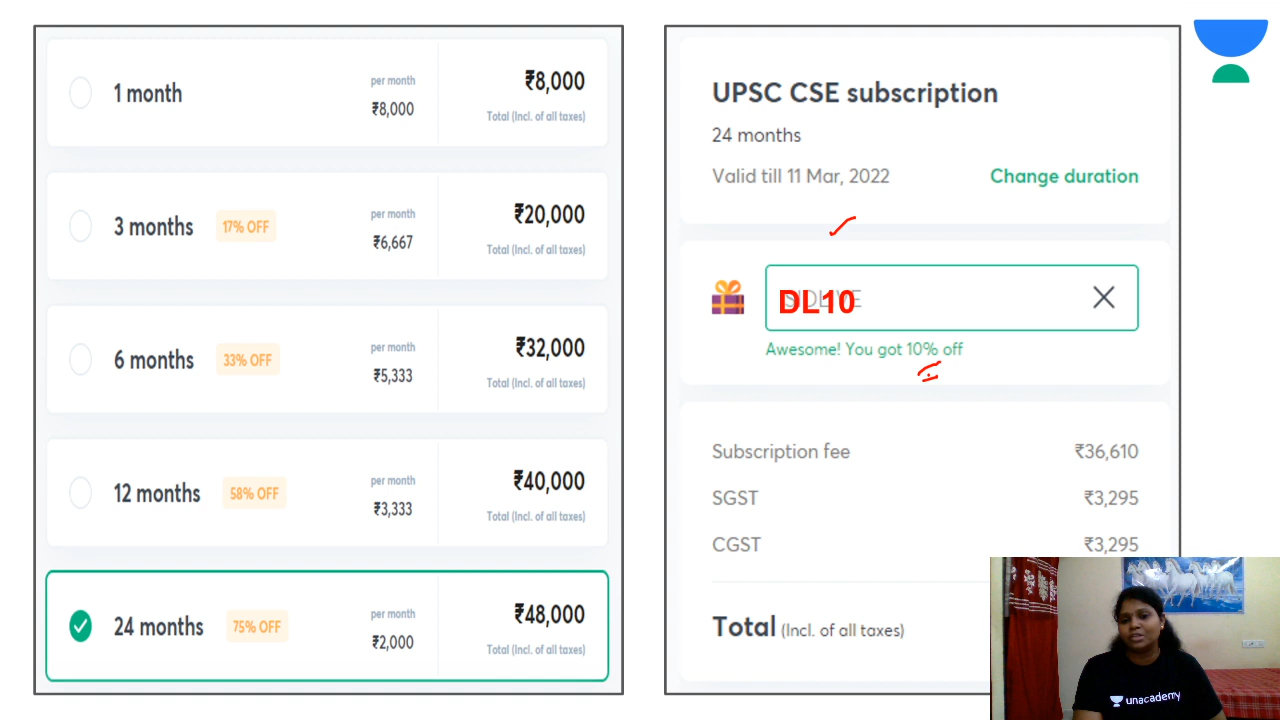 1 month
per month
₹8,000
₹8,000
Total (Incl. of all taxes)
3 months
17% OFF
per month
₹6,667
₹20,000
Total (Incl. of all taxes)
6 months
33% OFF
per month
₹5,333
₹32,000
Total (Incl. of all taxes)
12 months
58% OFF
per month
₹3,333
₹40,000
Total (Incl. of all taxes)
24 months
75% OFF
per month
₹2,000
₹48,000
Total (Incl. of all taxes)
UPSC CSE subscription
24 months
Valid till 11 Mar, 2022
Change duration
DL10
Awesome! You got 10% off
Subscription fee
₹36,610
SGST
₹3,295
CGST
₹3,295
Total (Incl. of all taxes)
unacademy